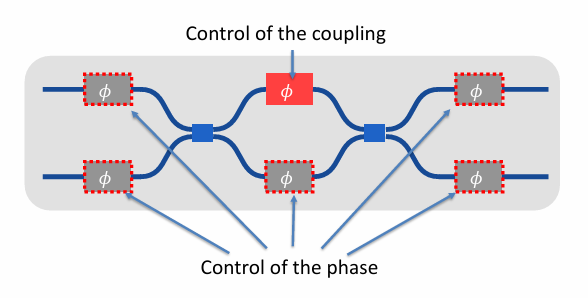 Control of the coupling
ϕ ϕ ϕ
ϕ ϕ ϕ
Control of the phase